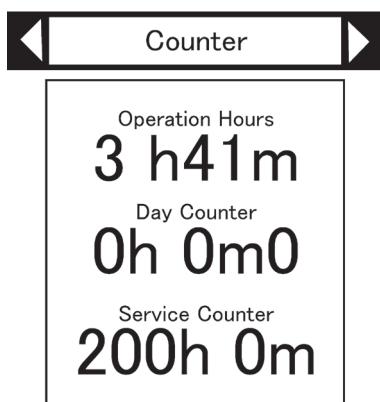 Counter
Operation Hours
3 h41m
Day Counter
0h 0m0
Service Counter
200h 0m